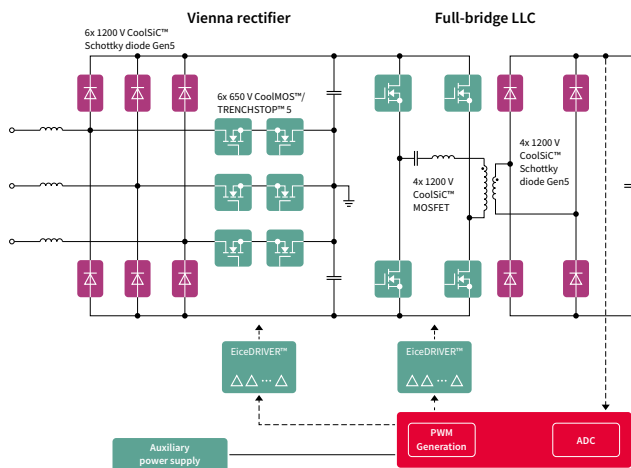 Vienna rectifier
Full-bridge LLC
6x 1200 V CoolSiC™
Schottky diode Gen5
6x 650 V CoolMOS™/
TRENCHSTOP™ 5
4x 1200 V
CoolSiC™
MOSFET
4x 1200 V
CoolSiC™
Schottky
diode Gen5
EiceDRIVER™
...
EiceDRIVER™
...
PWM
Generation
ADC
Auxiliary
power supply